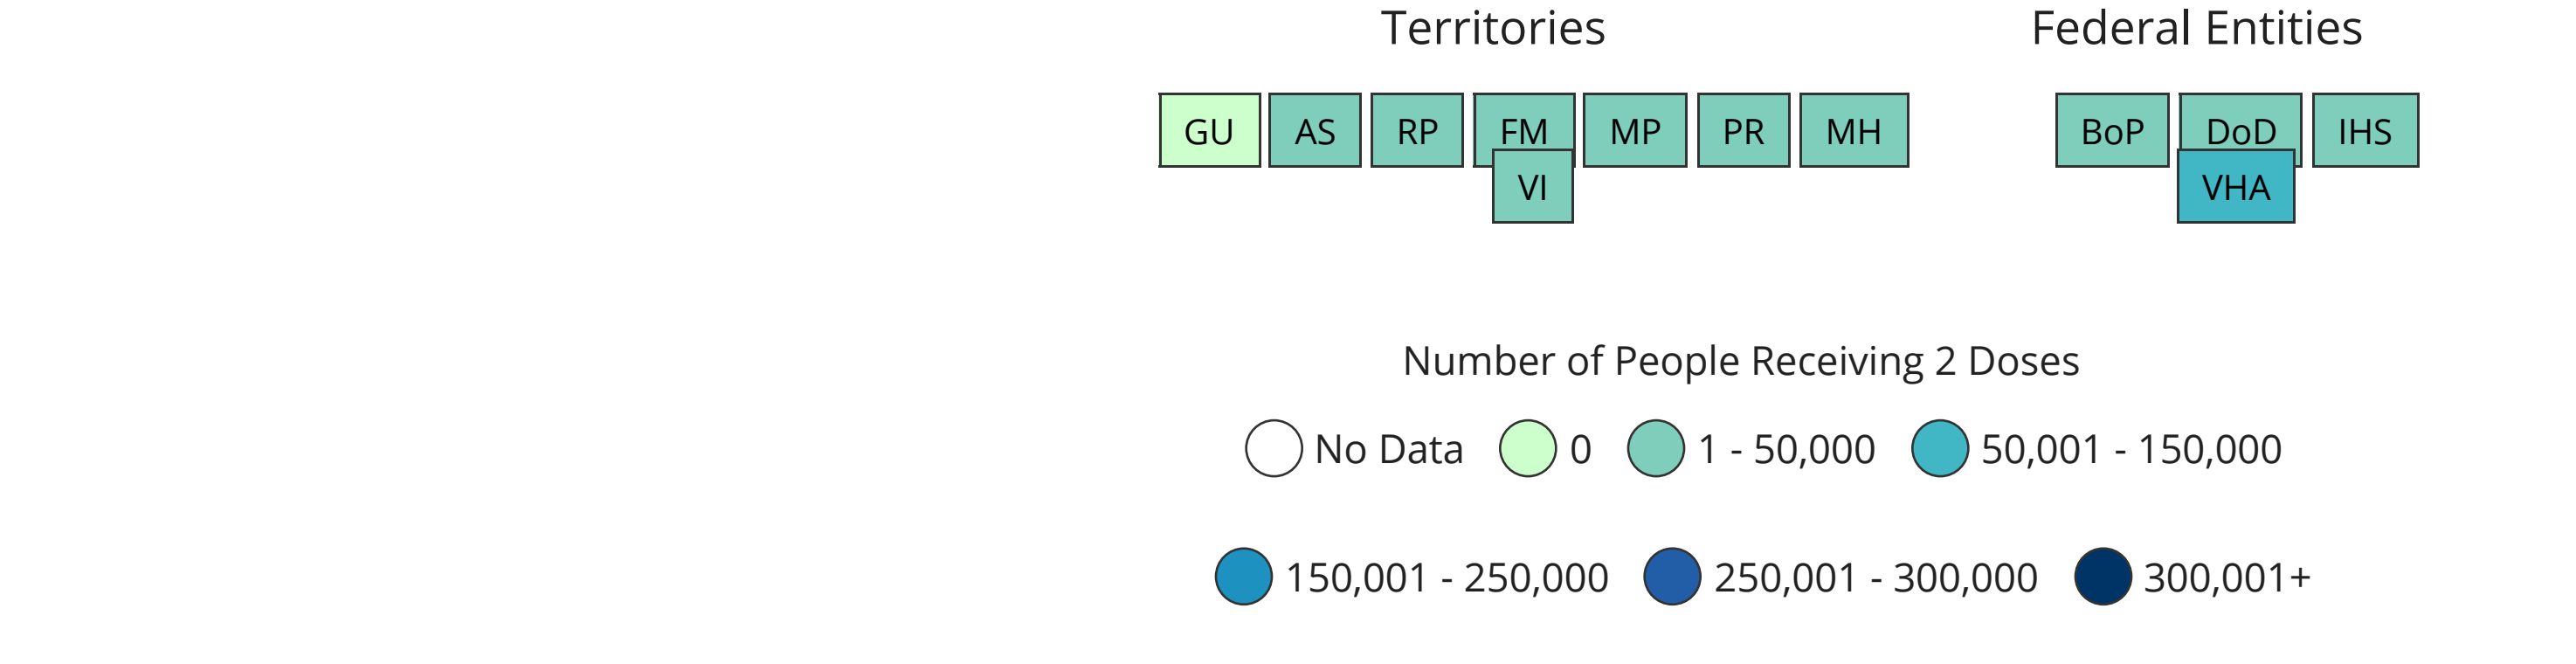 Territories Federal Entities
GU AS RP FM MP PR MH BoP DoD IHS
VI VHA
Number of People Receiving 2 Doses
No Data 0 1 - 50,000 50,001 - 150,000
150,001 - 250,000 250,001 - 300,000 300,001+